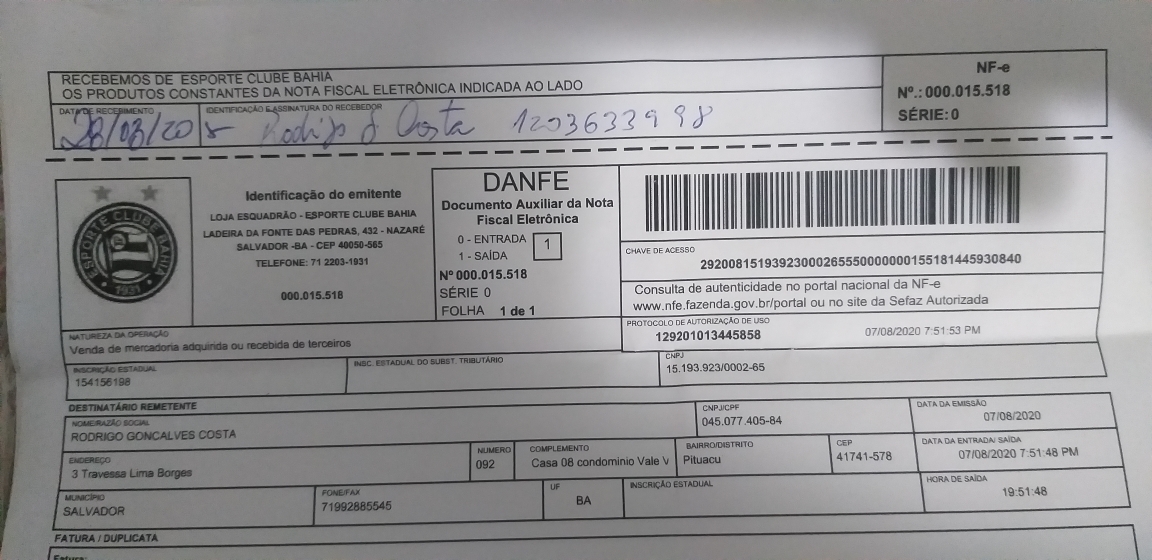 RECEBEMOS DE ESPORTE CLUBE BAHIA
OS PRODUTOS CONSTANTES DA NOTA FISCAL ELETRÔNICA INDICADA AO LADO
NF-e
Nº.: 000.015.518
SÉRIE: 0
DATA DE RECEBIMENTO
IDENTIFICAÇÃO E ASSINATURA DO RECEBEDOR
Rodrigo Costa
ESPORTE CLUBE BAHIA
1931
Identificação do emitente
LOJA ESQUADRÃO - ESPORTE CLUBE BAHIA
LADEIRA DA FONTE DAS PEDRAS, 432 - NAZARÉ
SALVADOR -BA - CEP 40050-565
TELEFONE: 71 2203-1931
000.015.518
DANFE
Documento Auxiliar da Nota
Fiscal Eletrônica
0 - ENTRADA
1 - SAÍDA
1
Nº 000.015.518
SÉRIE 0
FOLHA 1 de 1
CHAVE DE ACESSO
29200815193923000265550000000155181445930840
Consulta de autenticidade no portal nacional da NF-e
www.nfe.fazenda.gov.br/portal ou no site da Sefaz Autorizada
NATUREZA DA OPERAÇÃO
Venda de mercadoria adquirida ou recebida de terceiros
PROTOCOLO DE AUTORIZAÇÃO DE USO
129201013445858 07/08/2020 7:51:53 PM
INSCRIÇÃO ESTADUAL
154156198
INSC. ESTADUAL DO SUBST. TRIBUTÁRIO
CNPJ
15.193.923/0002-65
DESTINATÁRIO REMETENTE
NOME/RAZÃO SOCIAL
RODRIGO GONCALVES COSTA
CNPJ/CPF
045.077.405-84
DATA DA EMISSÃO
07/08/2020
ENDEREÇO
3 Travessa Lima Borges
NUMERO
092
COMPLEMENTO
Casa 08 condominio Vale V
BAIRRO/DISTRITO
Pituacu
CEP
41741-578
DATA DA ENTRADA/ SAÍDA
07/08/2020 7:51:48 PM
MUNICÍPIO
SALVADOR
FONE/FAX
71992885545
UF
BA
INSCRIÇÃO ESTADUAL
HORA DE SAÍDA
19:51:48
FATURA / DUPLICATA
Fatura: